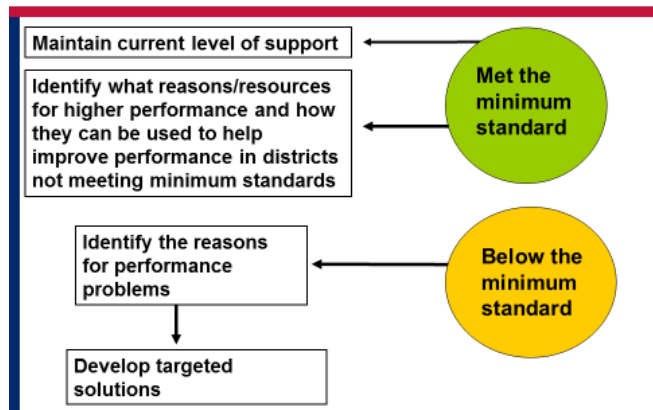 Maintain current level of support
Identify what reasons/resources
for higher performance and how
they can be used to help
improve performance in districts
not meeting minimum standards
Met the
minimum
standard
Identify the reasons
for performance
problems
Below the
minimum
standard
Develop targeted
solutions